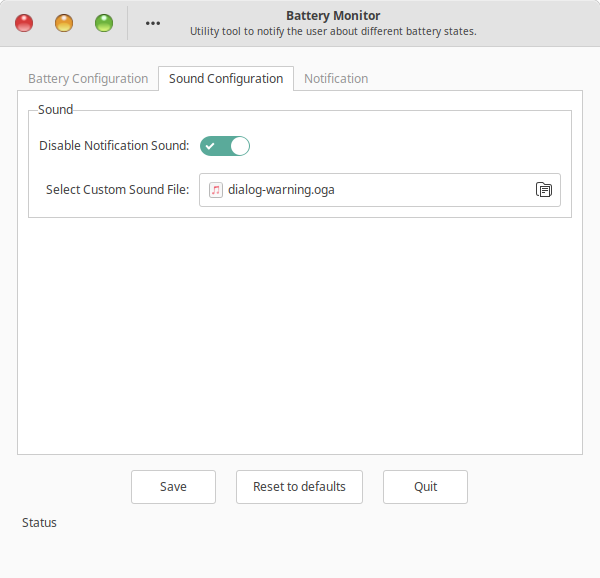 Battery Monitor
Utility tool to notify the user about different battery states.
Battery Configuration Sound Configuration Notification
Sound
Disable Notification Sound:
Select Custom Sound File: dialog-warning.oga
Save Reset to defaults Quit
Status